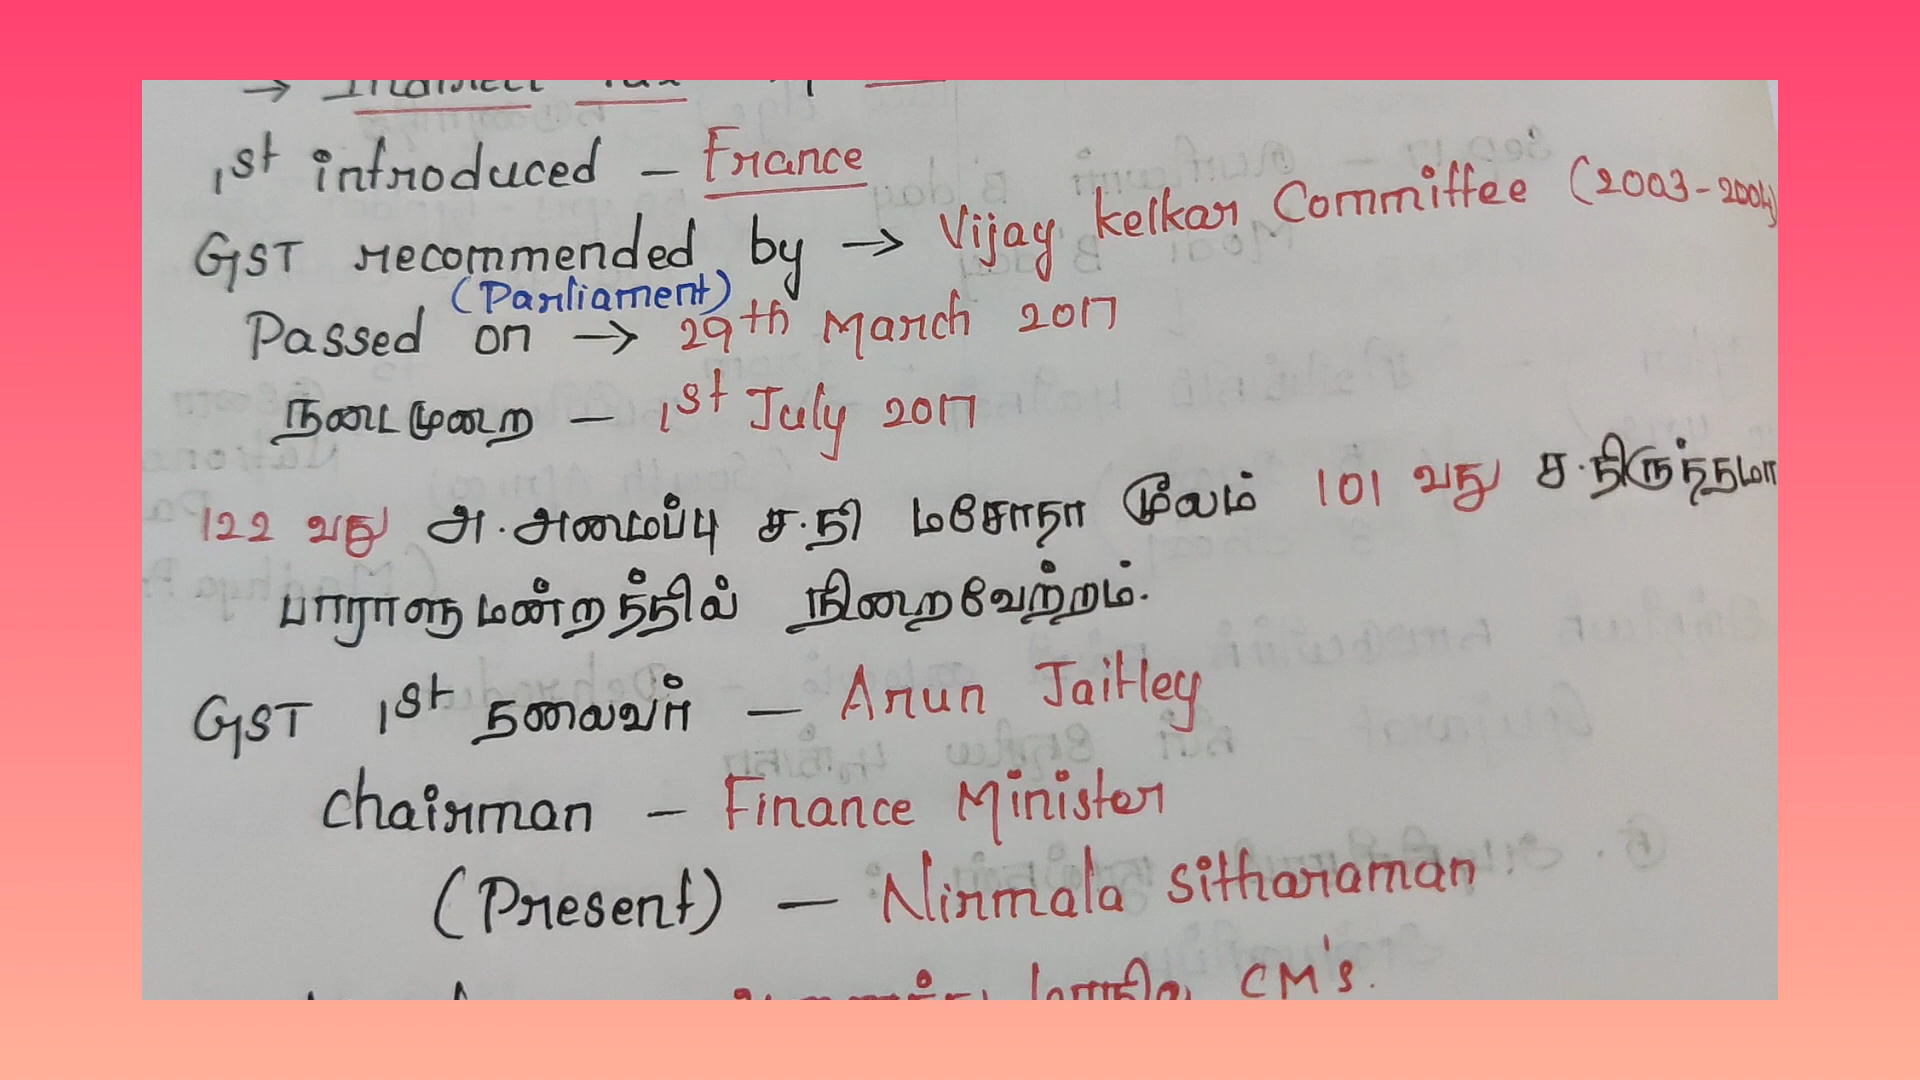 → Indirect Tax
1st introduced – France
GST recommended by → Vijay kelkar Committee (2003-2004)
(Parliament)
Passed on → 29th March 2017
நடைமுறை – 1st July 2017
122 வது அ.அமைப்பு ச.தி மசோதா மூலம் 101 வது ச.திருத்தமா
பாராளுமன்றத்தில் நிறைவேற்றம்.
GST 1st தலைவர் – Arun Jaitley
Chairman – Finance Minister
(Present) – Nirmala sitharaman
மாநில CM's.